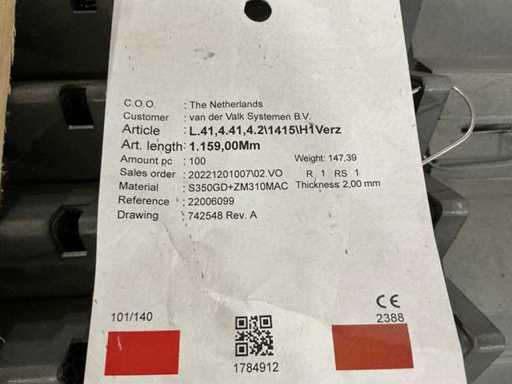 C.O.O. : The Netherlands
Customer : van der Valk Systemen B.V.
Article : L.41,4.41,4.2\1415\H1Verz
Art. length: 1.159,00Mm
Amount pc : 100 Weight: 147,39
Sales order : 20221201007\02.VO R 1 RS 1
Material : S350GD+ZM310MAC Thickness: 2,00 mm
Reference : 22006099
Drawing : 742548 Rev. A
CE
101/140 2388
1784912